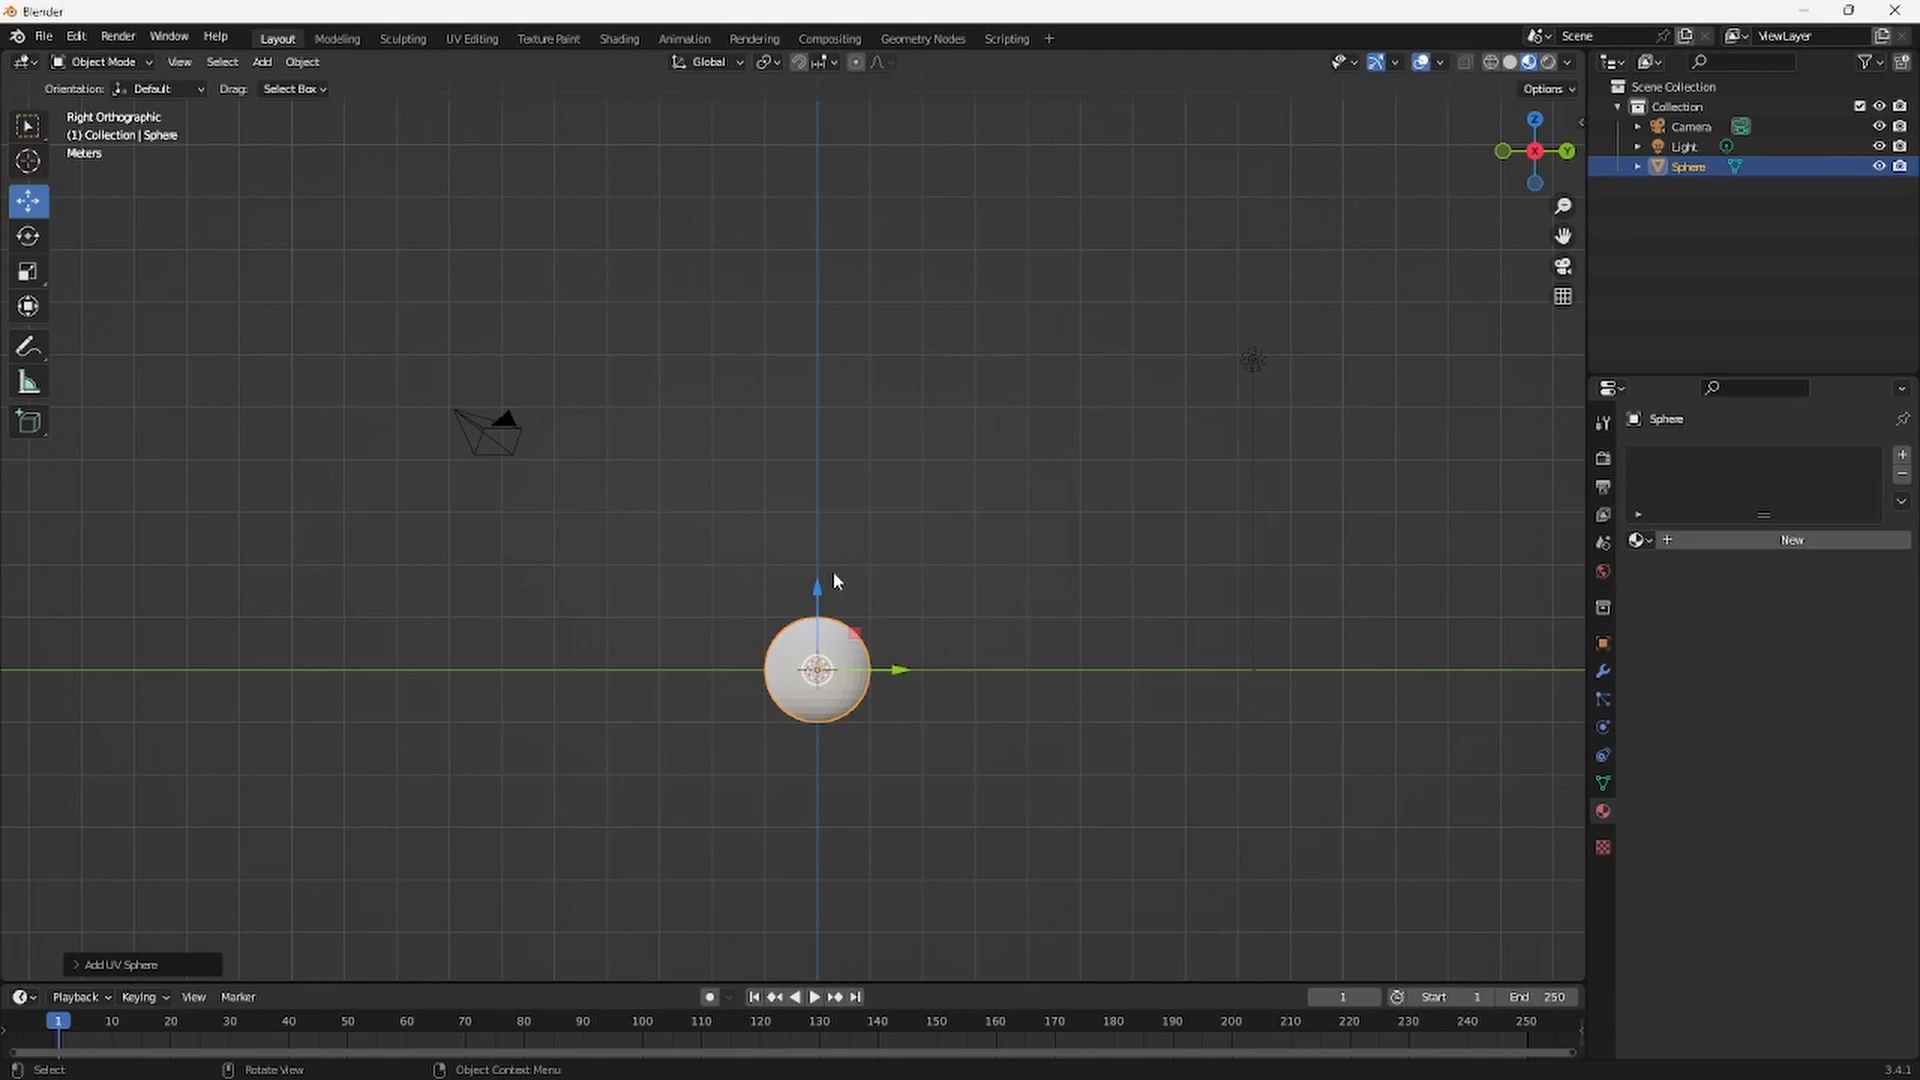 Blender
File Edit Render Window Help Layout Modeling Sculpting UV Editing Texture Paint Shading Animation Rendering Compositing Geometry Nodes Scripting + Scene ViewLayer
Object Mode View Select Add Object Global
Orientation: Default Drag: Select Box Options
Right Orthographic
(1) Collection | Sphere
Meters
Z
X
Y
Scene Collection
Collection
Camera
Light
Sphere
Sphere
New
Add UV Sphere
Playback Keying View Marker 1 Start 1 End 250
1 10 20 30 40 50 60 70 80 90 100 110 120 130 140 150 160 170 180 190 200 210 220 230 240 250
Select Rotate View Object Context Menu 3.4.1